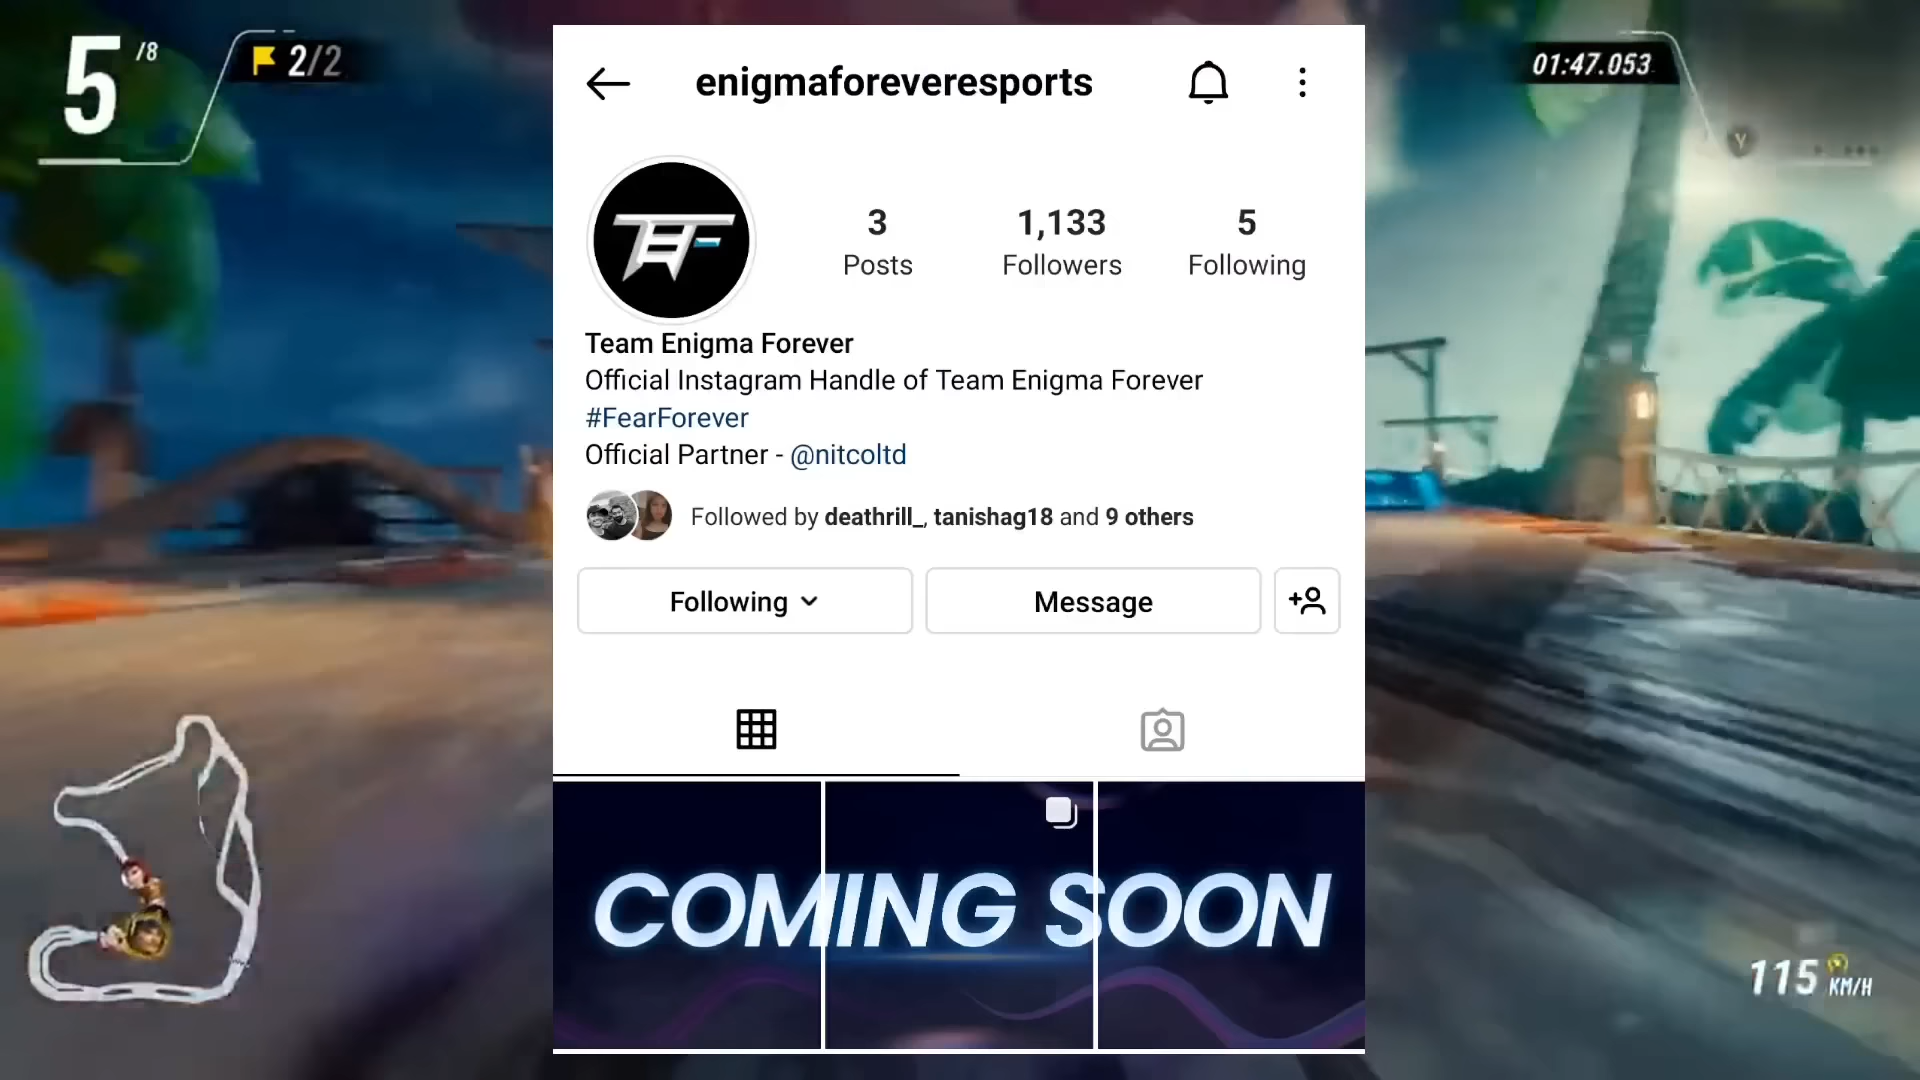 5 /8
2/2
01:47.053
Y
enigmaforeveresports
TEF
3
Posts
1,133
Followers
5
Following
Team Enigma Forever
Official Instagram Handle of Team Enigma Forever
#FearForever
Official Partner - @nitcoltd
Followed by deathrill_, tanishag18 and 9 others
Following
Message
COMING SOON
115 KM/H